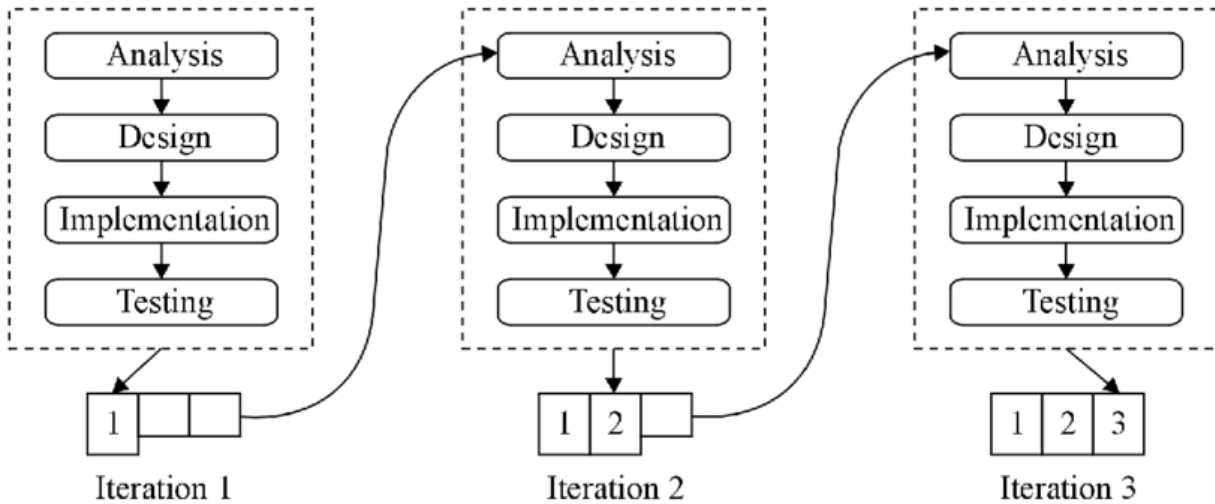 Analysis
Design
Implementation
Testing
1
Iteration 1
Analysis
Design
Implementation
Testing
1 2
Iteration 2
Analysis
Design
Implementation
Testing
1 2 3
Iteration 3